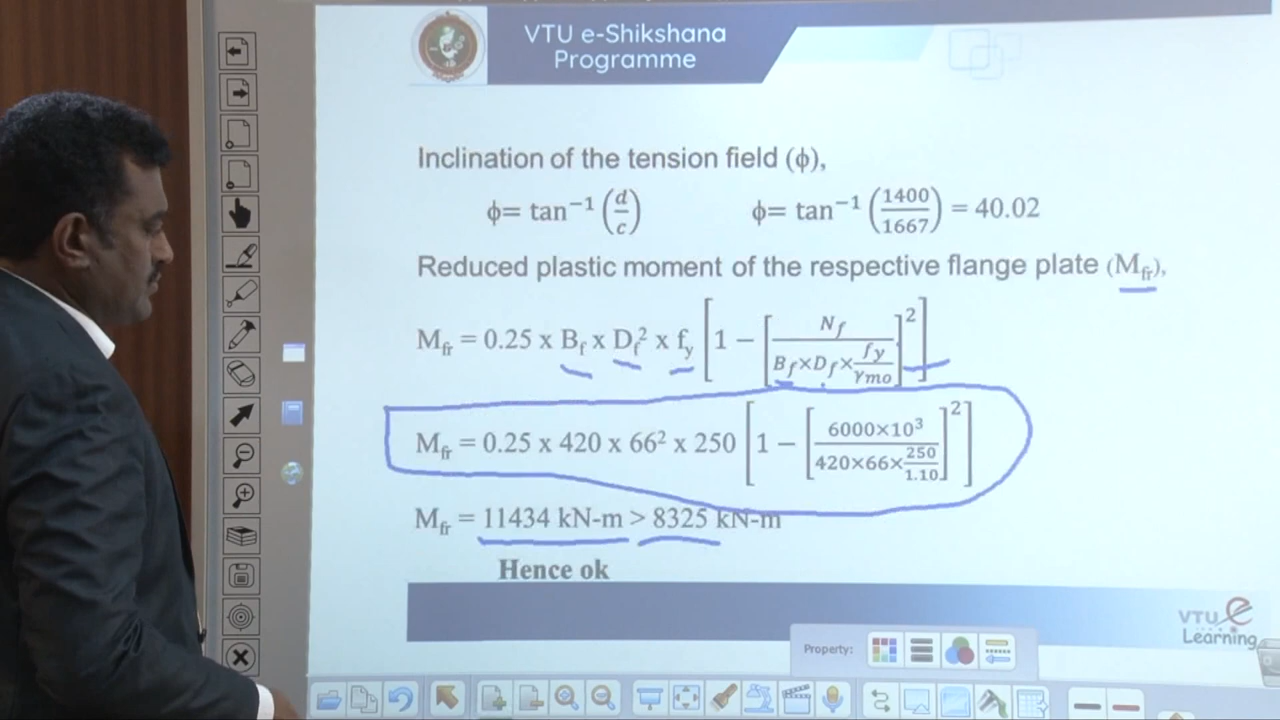 VTU e-Shikshana
Programme
Inclination of the tension field (ϕ),
ϕ= tan⁻¹ (d/c) ϕ= tan⁻¹ (1400/1667) = 40.02
Reduced plastic moment of the respective flange plate (M_fr),
M_fr = 0.25 x B_f x D_f² x f_y [1 − [N_f / (B_f×D_f×fy/γmo)]²]
M_fr = 0.25 x 420 x 66² x 250 [1 − [6000×10³ / (420×66×250/1.10)]²]
M_fr = 11434 kN-m > 8325 kN-m
Hence ok
VTU e
Learning
Property: